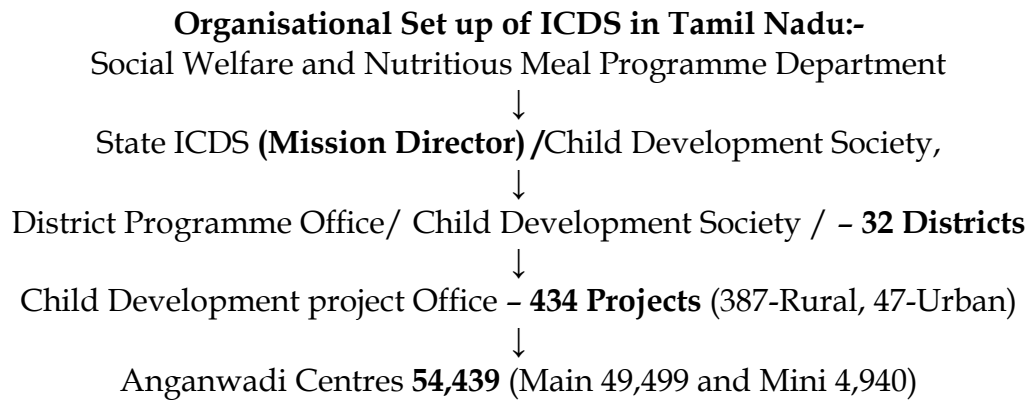 Organisational Set up of ICDS in Tamil Nadu:-
Social Welfare and Nutritious Meal Programme Department
↓
State ICDS (Mission Director) /Child Development Society,
↓
District Programme Office/ Child Development Society / – 32 Districts
↓
Child Development project Office – 434 Projects (387-Rural, 47-Urban)
↓
Anganwadi Centres 54,439 (Main 49,499 and Mini 4,940)